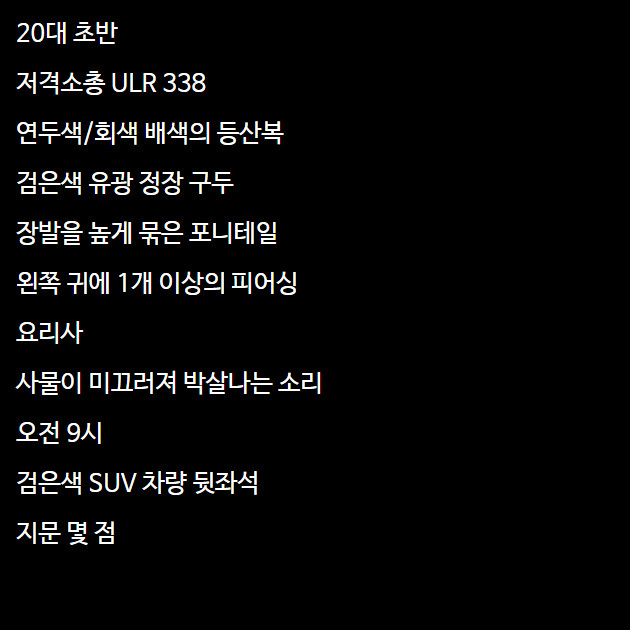 20대 초반
저격소총 ULR 338
연두색/회색 배색의 등산복
검은색 유광 정장 구두
장발을 높게 묶은 포니테일
왼쪽 귀에 1개 이상의 피어싱
요리사
사물이 미끄러져 박살나는 소리
오전 9시
검은색 SUV 차량 뒷좌석
지문 몇 점